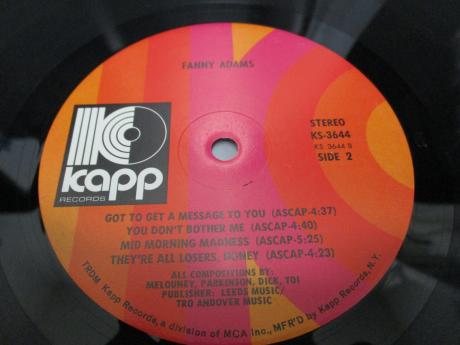 FANNY ADAMS
STEREO
KS-3644
KS 3644 B
SIDE 2
K
kapp
RECORDS
GOT TO GET A MESSAGE TO YOU (ASCAP-4:37)
YOU DON'T BOTHER ME (ASCAP-4:40)
MID MORNING MADNESS (ASCAP-5:25)
THEY'RE ALL LOSERS, HONEY (ASCAP-4:23)
ALL COMPOSITIONS BY:
MELOUNEY, PARKINSON, DICK, TOI
PUBLISHER: LEEDS MUSIC/
TRO ANDOVER MUSIC
TRDM. Kapp Records, a division of MCA Inc., MFR'D by Kapp Records, N.Y.